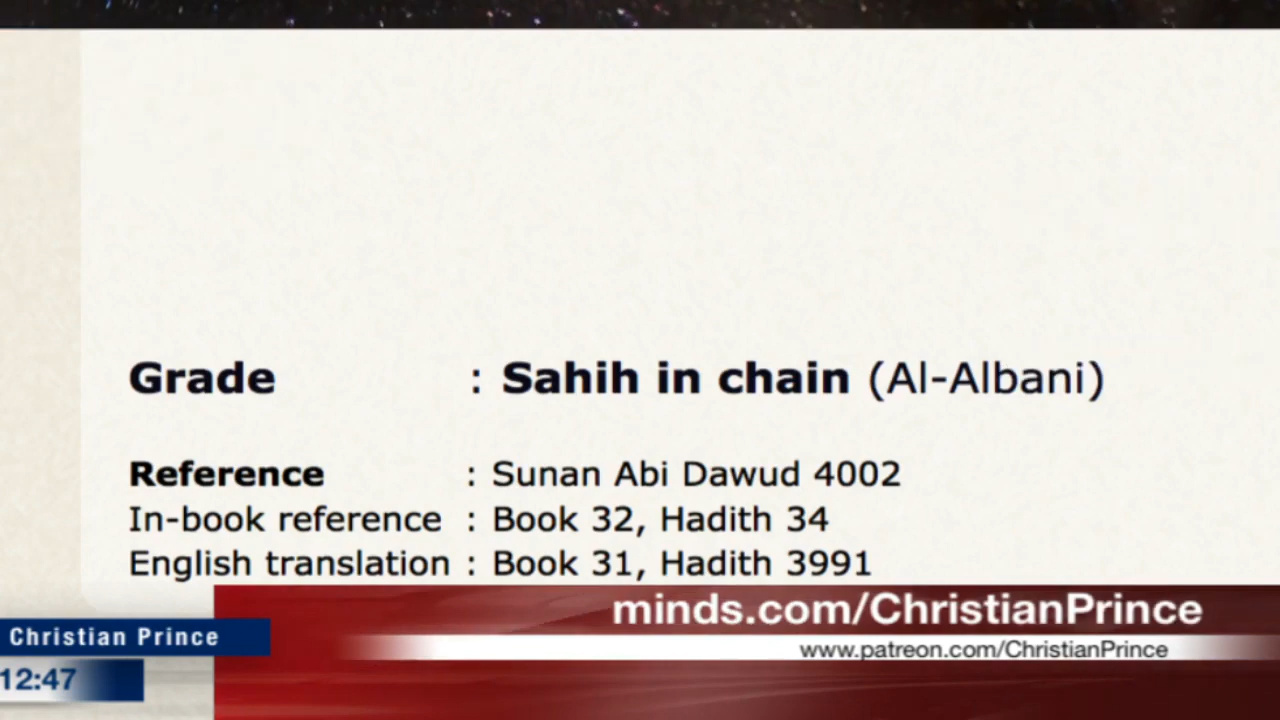 Grade : Sahih in chain (Al-Albani)
Reference : Sunan Abi Dawud 4002
In-book reference : Book 32, Hadith 34
English translation : Book 31, Hadith 3991
minds.com/ChristianPrince
www.patreon.com/ChristianPrince
Christian Prince
12:47